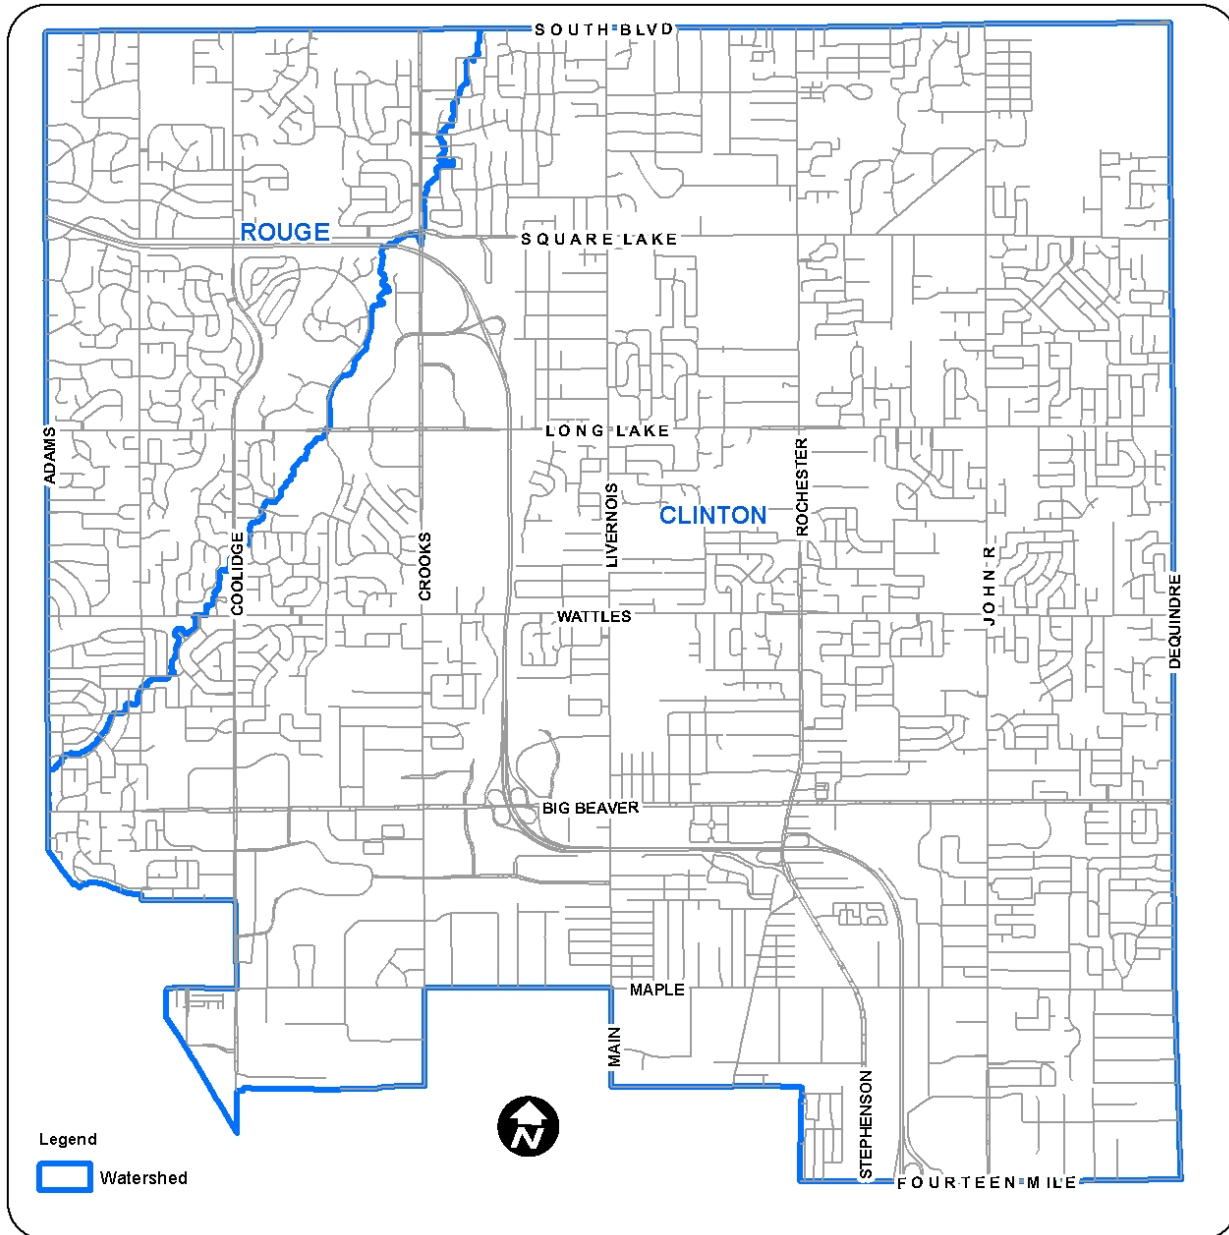 SOUTH BLVD
ROUGE
SQUARE LAKE
ADAMS
LONG LAKE
ROCHESTER
LIVERNOIS
CLINTON
COOLIDGE
CROOKS
JOHN R
DEQUINDRE
WATTLES
BIG BEAVER
MAPLE
MAIN
STEPHENSON
FOURTEEN MILE
N
Legend
Watershed